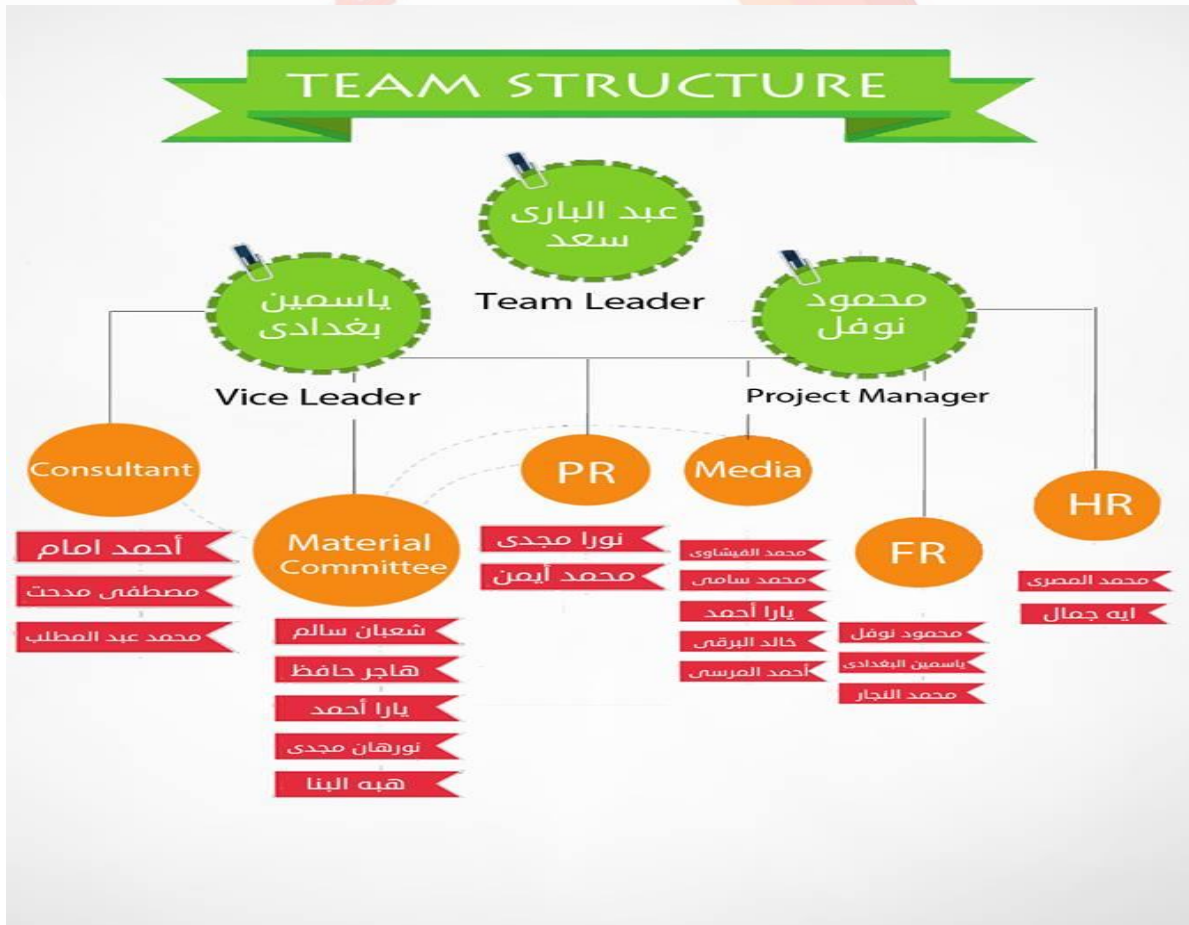 TEAM STRUCTURE
عبد البارى
سعد
Team Leader
ياسمين
بغدادى
Vice Leader
محمود
نوفل
Project Manager
Consultant
أحمد امام
مصطفى مدحت
محمد عبد المطلب
Material
Committee
شعبان سالم
هاجر حافظ
يارا أحمد
نورهان مجدى
هبه البنا
PR
نورا مجدى
محمد أيمن
Media
محمد الفيشاوى
محمد سامى
يارا أحمد
خالد البرقى
أحمد المرسى
FR
محمود نوفل
ياسمين البغدادى
محمد النجار
HR
محمد المصرى
ايه جمال